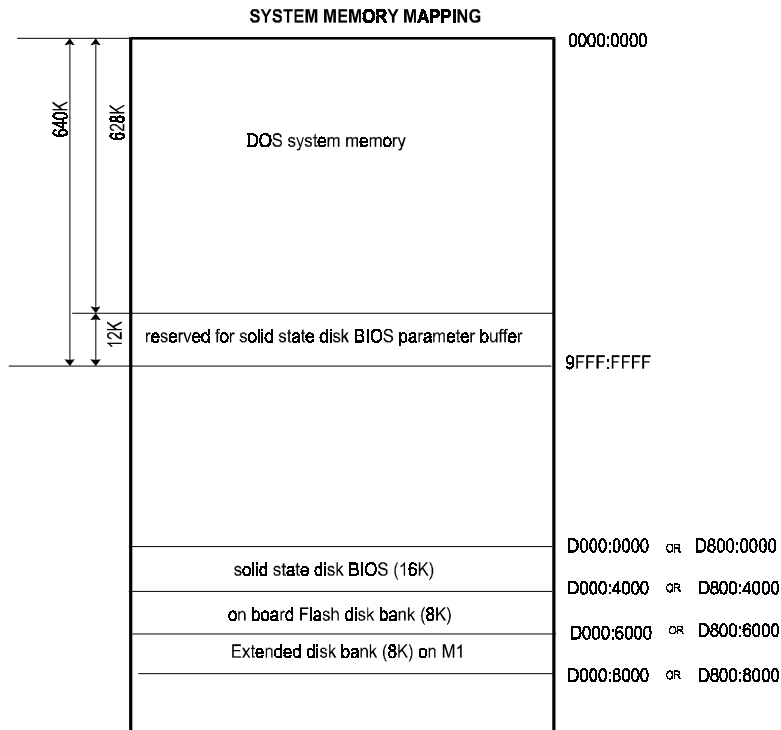 SYSTEM MEMORY MAPPING
0000:0000
640K
628K
DOS system memory
12K
reserved for solid state disk BIOS parameter buffer
9FFF:FFFF
D000:0000 OR D800:0000
solid state disk BIOS (16K)
D000:4000 OR D800:4000
on board Flash disk bank (8K)
D000:6000 OR D800:6000
Extended disk bank (8K) on M1
D000:8000 OR D800:8000